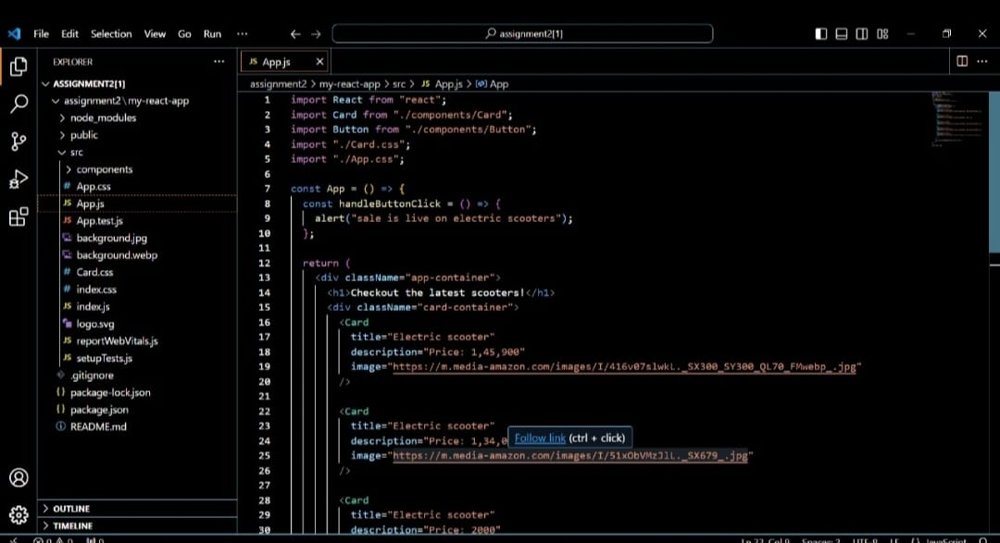 File Edit Selection View Go Run ··· assignment2[1]
EXPLORER ···
ASSIGNMENT2[1]
assignment2\my-react-app
node_modules
public
src
components
# App.css
JS App.js
JS App.test.js
background.jpg
background.webp
# Card.css
# index.css
JS index.js
logo.svg
JS reportWebVitals.js
JS setupTests.js
.gitignore
{} package-lock.json
{} package.json
README.md
OUTLINE
TIMELINE
JS App.js
assignment2 > my-react-app > src > JS App.js > App
1 import React from "react";
2 import Card from "./components/Card";
3 import Button from "./components/Button";
4 import "./Card.css";
5 import "./App.css";
6
7 const App = () => {
8 const handleButtonClick = () => {
9 alert("sale is live on electric scooters");
10 };
11
12 return (
13 <div className="app-container">
14 <h1>Checkout the latest scooters!</h1>
15 <div className="card-container">
16 <Card
17 title="Electric scooter"
18 description="Price: 1,45,900"
19 image="https://m.media-amazon.com/images/I/416v07slwkL._SX300_SY300_QL70_FMwebp_.jpg"
20 />
21
22 <Card
23 title="Electric scooter"
24 description="Price: 1,34,0
Follow link (ctrl + click)
25 image="https://m.media-amazon.com/images/I/51xObVMzJlL._SX679_.jpg"
26 />
27
28 <Card
29 title="Electric scooter"
30 description="Price: 2000"